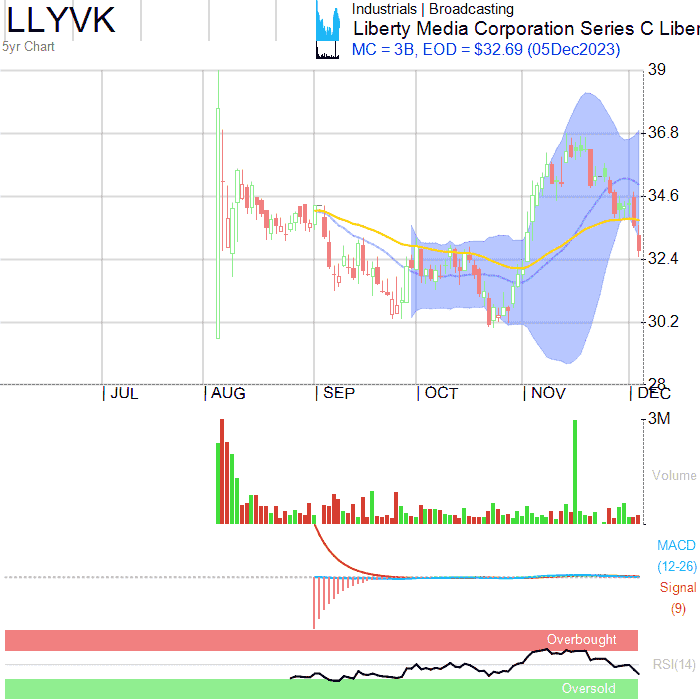 LLYVK
5yr Chart
Industrials | Broadcasting
Liberty Media Corporation Series C Liber
MC = 3B, EOD = $32.69 (05Dec2023)
39
36.8
34.6
32.4
30.2
28
| JUL | AUG | SEP | OCT | NOV | DEC
3M
Volume
MACD
(12-26)
Signal
(9)
Overbought
RSI(14)
Oversold